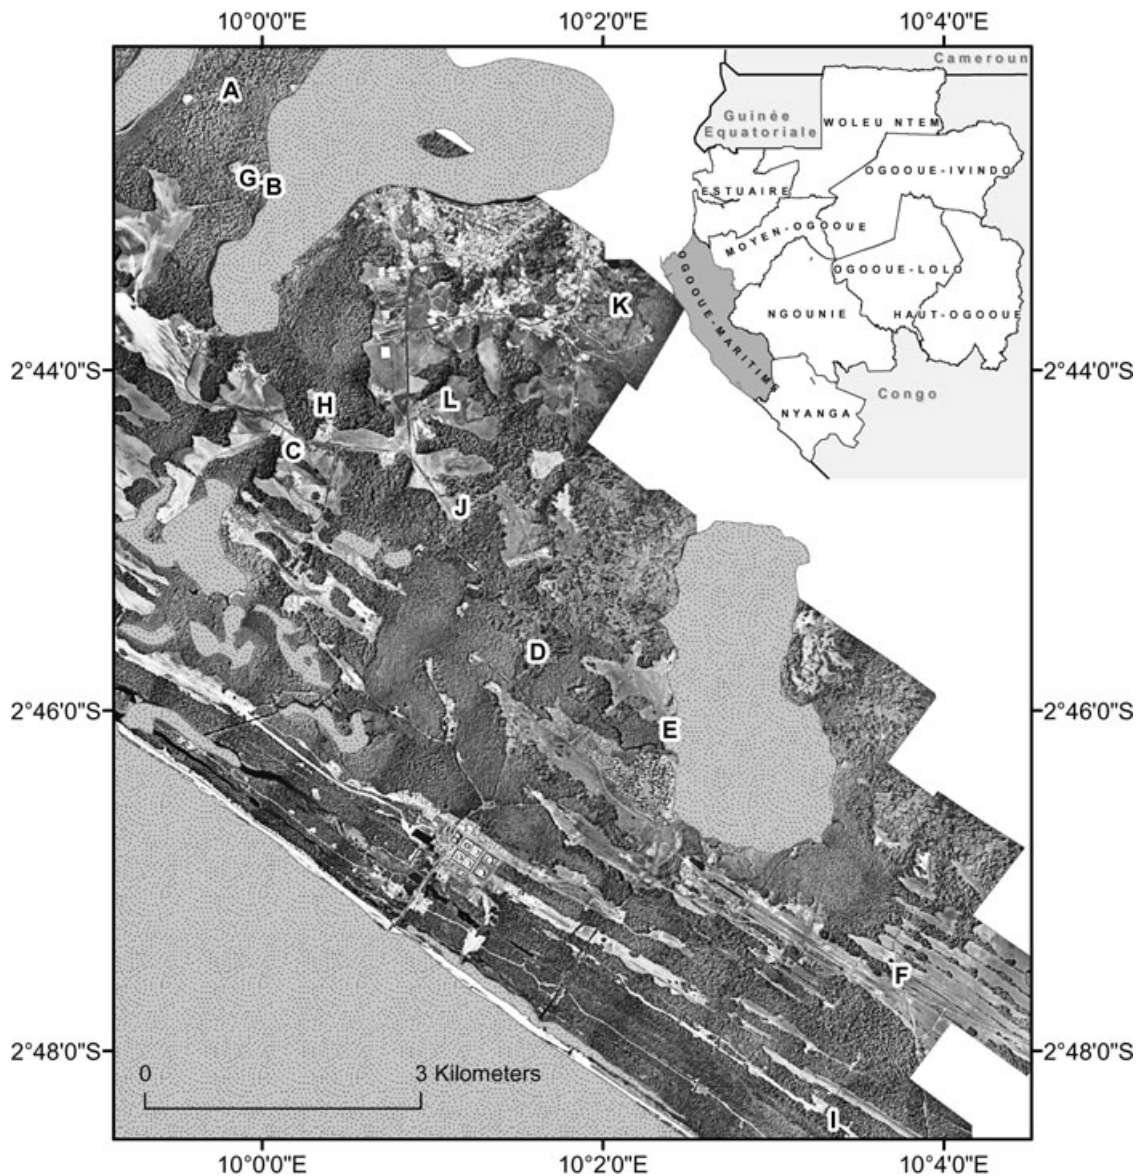 10°0'0"E 10°2'0"E 10°4'0"E
Cameroun
A
Guinée
Equatoriale
WOLEU NTEM
G B
OGOOUE-IVINDO
ESTUAIRE
MOYEN-OGOOUE
OGOOUE-LOLO
OGOOUE-MARITIME
K
NGOUNIE
HAUT-OGOOUE
2°44'0"S 2°44'0"S
H L
Congo
NYANGA
C
J
D
2°46'0"S 2°46'0"S
E
F
2°48'0"S 2°48'0"S
0 3 Kilometers
I
10°0'0"E 10°2'0"E 10°4'0"E